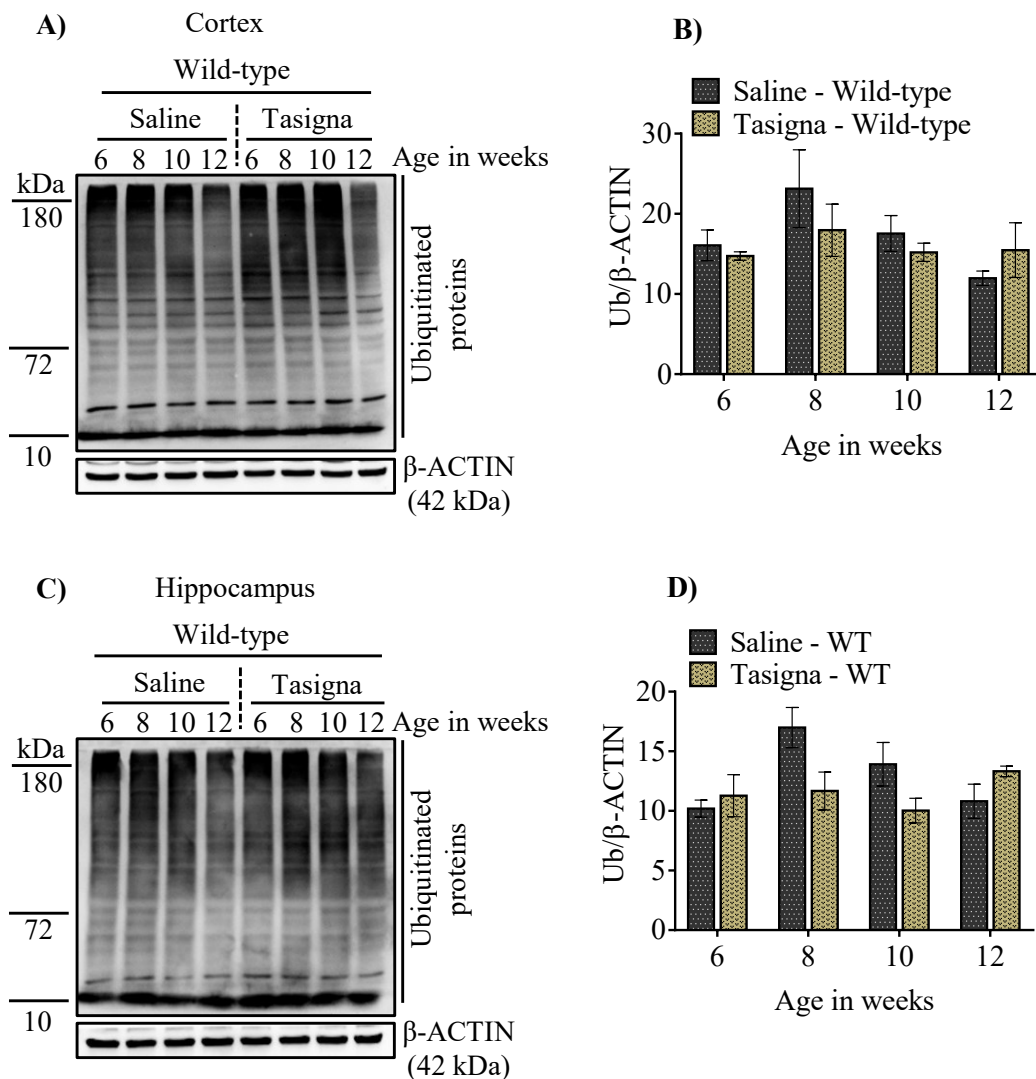 A)
Cortex
Wild-type
Saline Tasigna
6 8 10 12 6 8 10 12 Age in weeks
kDa
180
72
10
Ubiquitinated
proteins
β-ACTIN
(42 kDa)
B)
Saline - Wild-type
Tasigna - Wild-type
Ub/β-ACTIN
30
20
10
0
6 8 10 12
Age in weeks
C)
Hippocampus
Wild-type
Saline Tasigna
6 8 10 12 6 8 10 12 Age in weeks
kDa
180
72
10
Ubiquitinated
proteins
β-ACTIN
(42 kDa)
D)
Saline - WT
Tasigna - WT
Ub/β-ACTIN
20
15
10
5
0
6 8 10 12
Age in weeks